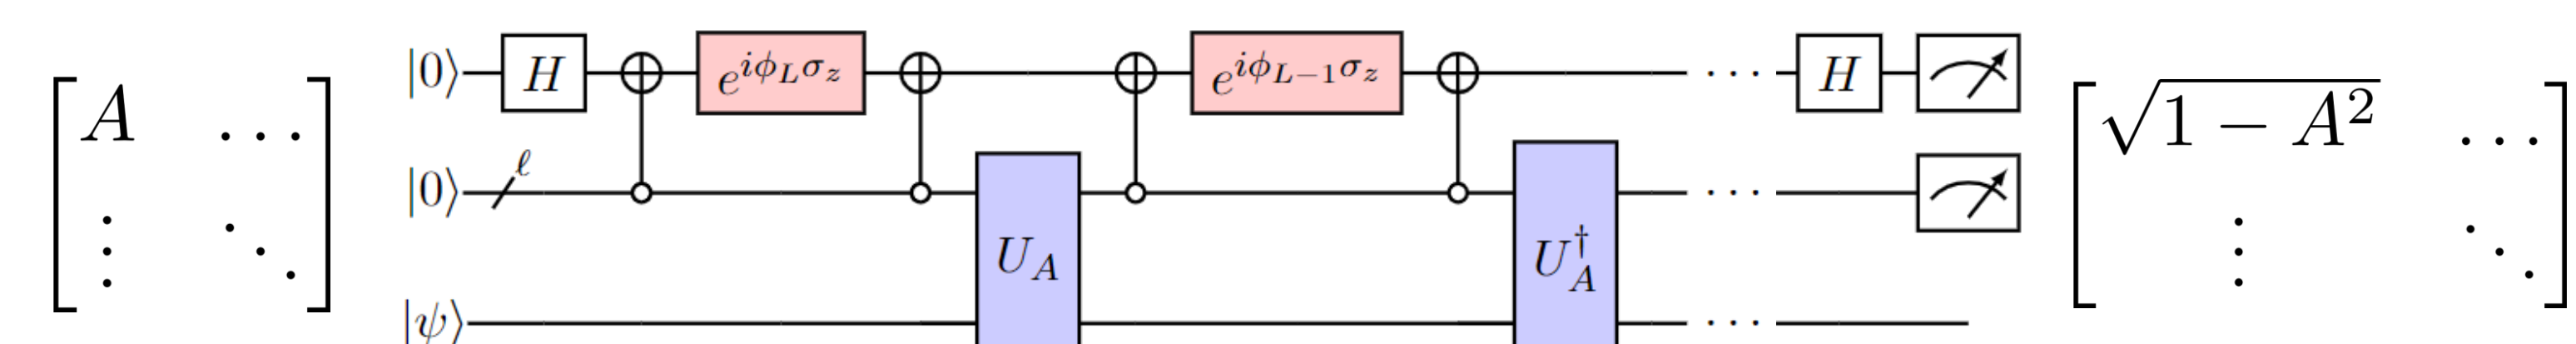 |0⟩ H e^{iϕ_L σ_z} e^{iϕ_{L−1} σ_z} · · · H
A · · ·
√(1 − A²) · · ·
|0⟩ ℓ · · ·
⋮ ⋱
⋮ ⋱
U_A U_A^†
|ψ⟩ · · ·